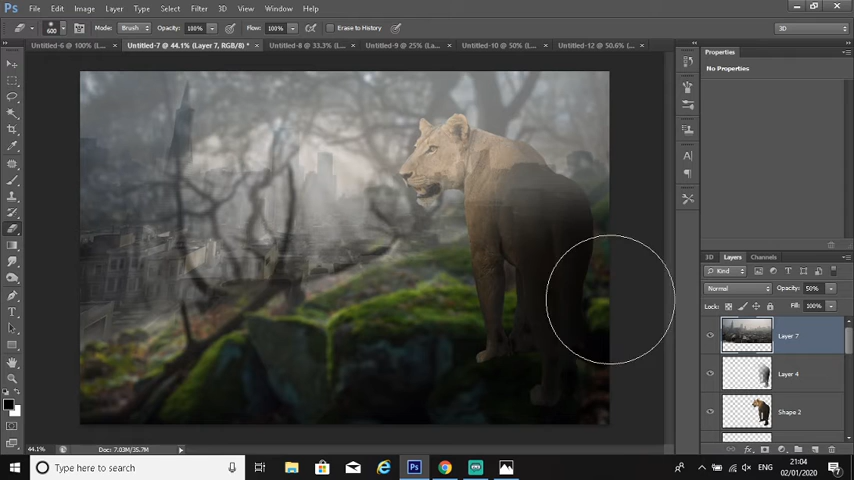 Ps File Edit Image Layer Type Select Filter 3D View Window Help
600 Mode: Brush Opacity: 100% Flow: 100% Erase to History 3D
Untitled-6 @ 100% (L... × Untitled-7 @ 44.1% (Layer 7, RGB/8) * × Untitled-8 @ 33.3% (L... × Untitled-9 @ 25% (La... × Untitled-10 @ 50% (L... × Untitled-12 @ 50.6% (... ×
Properties
No Properties
3D Layers Channels
Kind
Normal Opacity: 50%
Lock: Fill: 100%
Layer 7
Layer 4
Shape 2
44.1% Doc: 7.03M/35.7M
Type here to search
ENG 21:04
02/01/2020